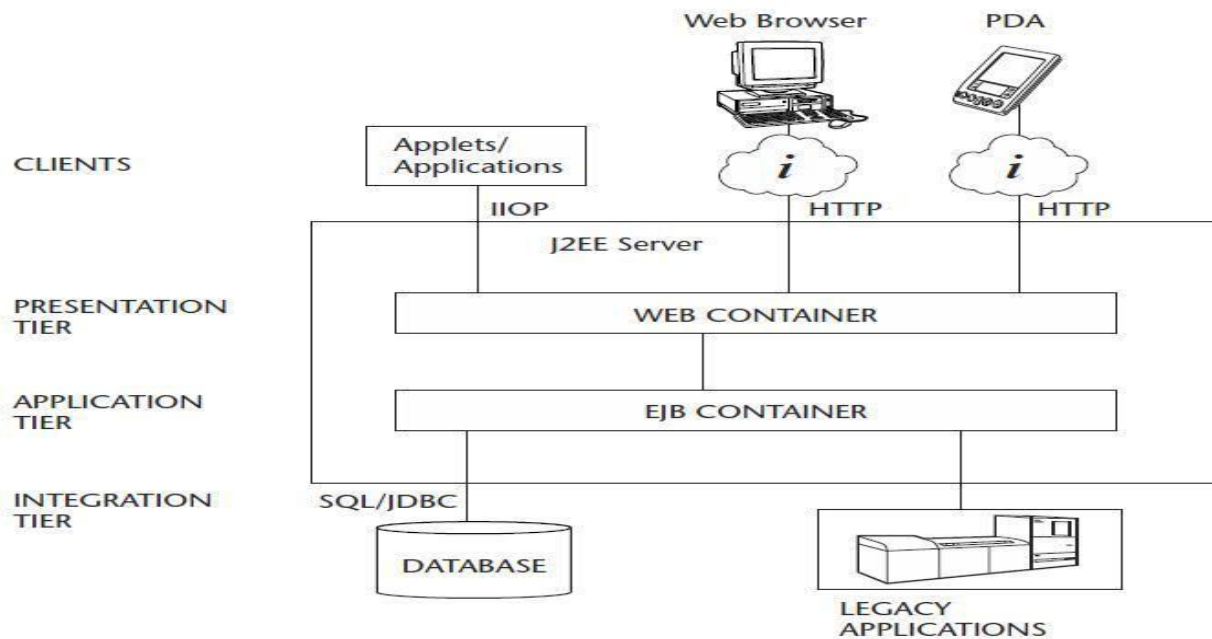 Web Browser
PDA
CLIENTS
Applets/
Applications
i
i
IIOP
HTTP
HTTP
J2EE Server
PRESENTATION
TIER
WEB CONTAINER
APPLICATION
TIER
EJB CONTAINER
INTEGRATION
TIER
SQL/JDBC
DATABASE
LEGACY
APPLICATIONS